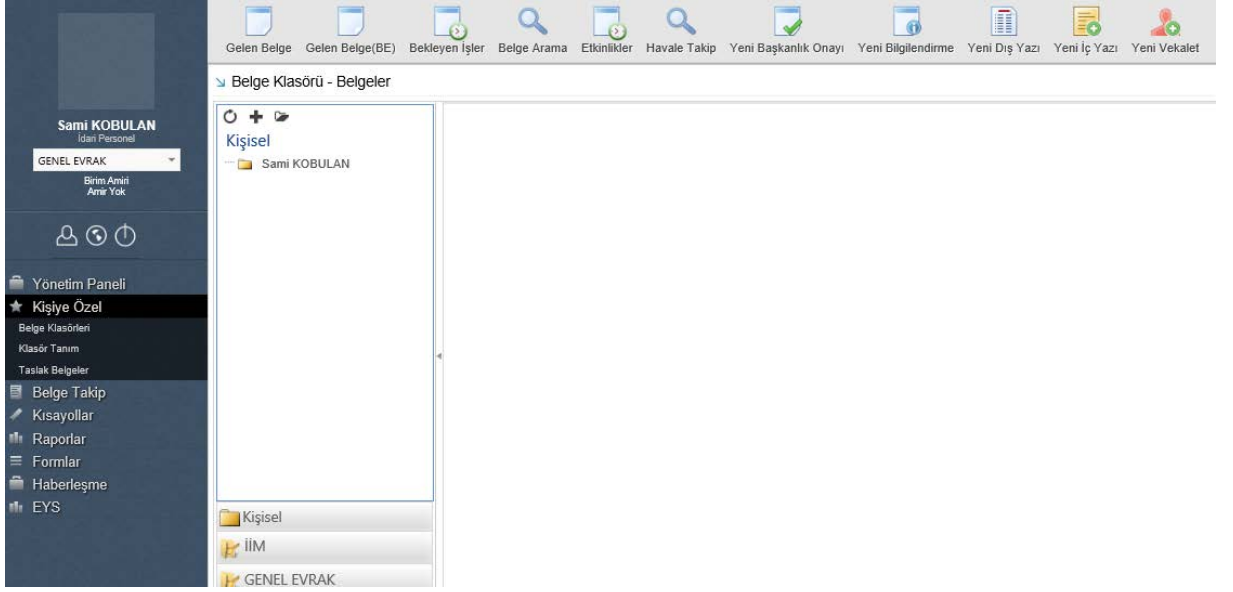 Gelen Belge Gelen Belge(BE) Bekleyen İşler Belge Arama Etkinlikler Havale Takip Yeni Başkanlık Onayı Yeni Bilgilendirme Yeni Dış Yazı Yeni İç Yazı Yeni Vekalet
Belge Klasörü - Belgeler
Sami KOBULAN
İdari Personel
GENEL EVRAK
Birim Amiri
Amir Yok
Yönetim Paneli
Kişiye Özel
Belge Klasörleri
Klasör Tanım
Taslak Belgeler
Belge Takip
Kısayollar
Raporlar
Formlar
Haberleşme
EYS
Kişisel
Sami KOBULAN
Kişisel
İİM
GENEL EVRAK